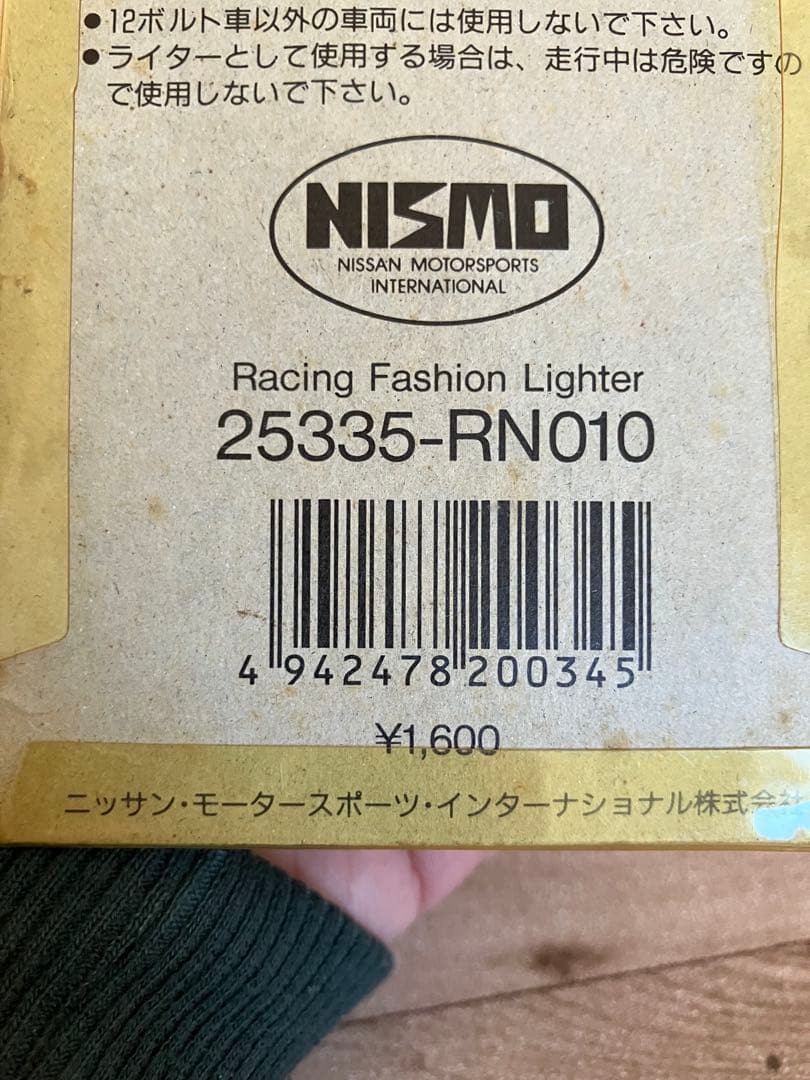 ●12ボルト車以外の車両には使用しないで下さい。
●ライターとして使用する場合は、走行中は危険ですの
で使用しないで下さい。
NISMO
NISSAN MOTORSPORTS
INTERNATIONAL
Racing Fashion Lighter
25335-RN010
4 942478 200345
¥1,600
ニッサン・モータースポーツ・インターナショナル株式会社